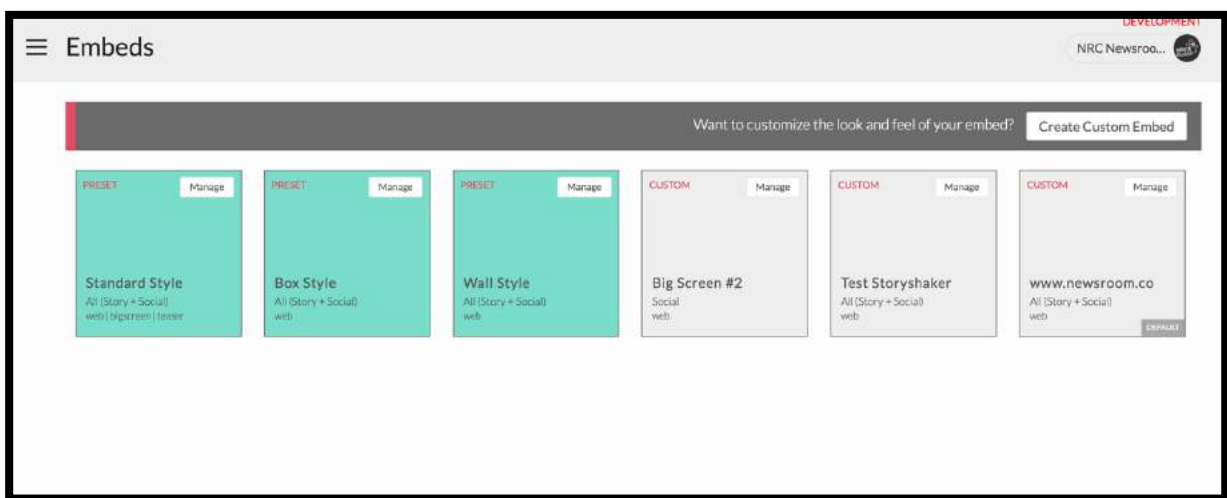 DEVELOPMENT
Embeds
NRC Newsroo...
Want to customize the look and feel of your embed?
Create Custom Embed
PRESET
Manage
Standard Style
All (Story + Social)
web | bigscreen | teaser
PRESET
Manage
Box Style
All (Story + Social)
web
PRESET
Manage
Wall Style
All (Story + Social)
web
CUSTOM
Manage
Big Screen #2
Social
web
CUSTOM
Manage
Test Storyshaker
All (Story + Social)
web
CUSTOM
Manage
www.newsroom.co
All (Story + Social)
web
DEFAULT